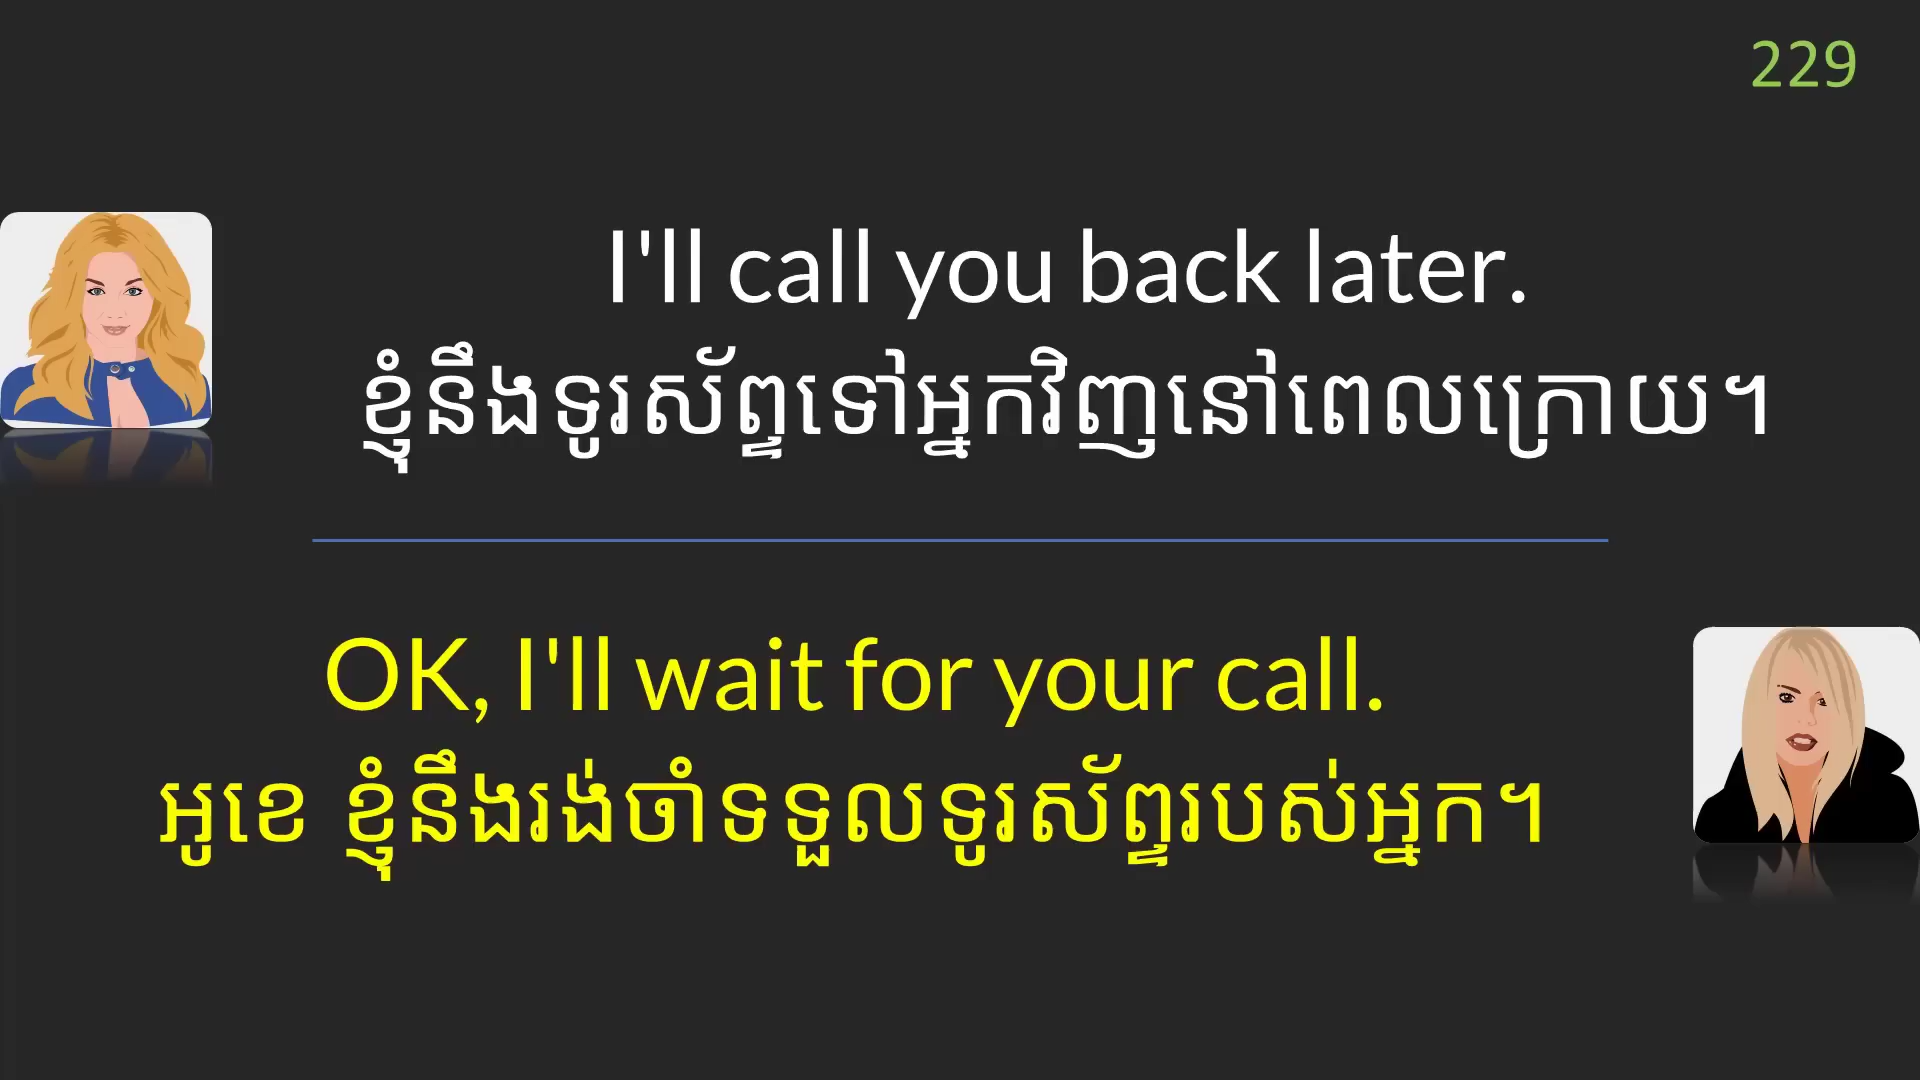 229
I'll call you back later.
ខ្ញុំនឹងទូរស័ព្ទទៅអ្នកវិញនៅពេលក្រោយ។
OK, I'll wait for your call.
អូខេ ខ្ញុំនឹងរង់ចាំទទួលទូរស័ព្ទរបស់អ្នក។